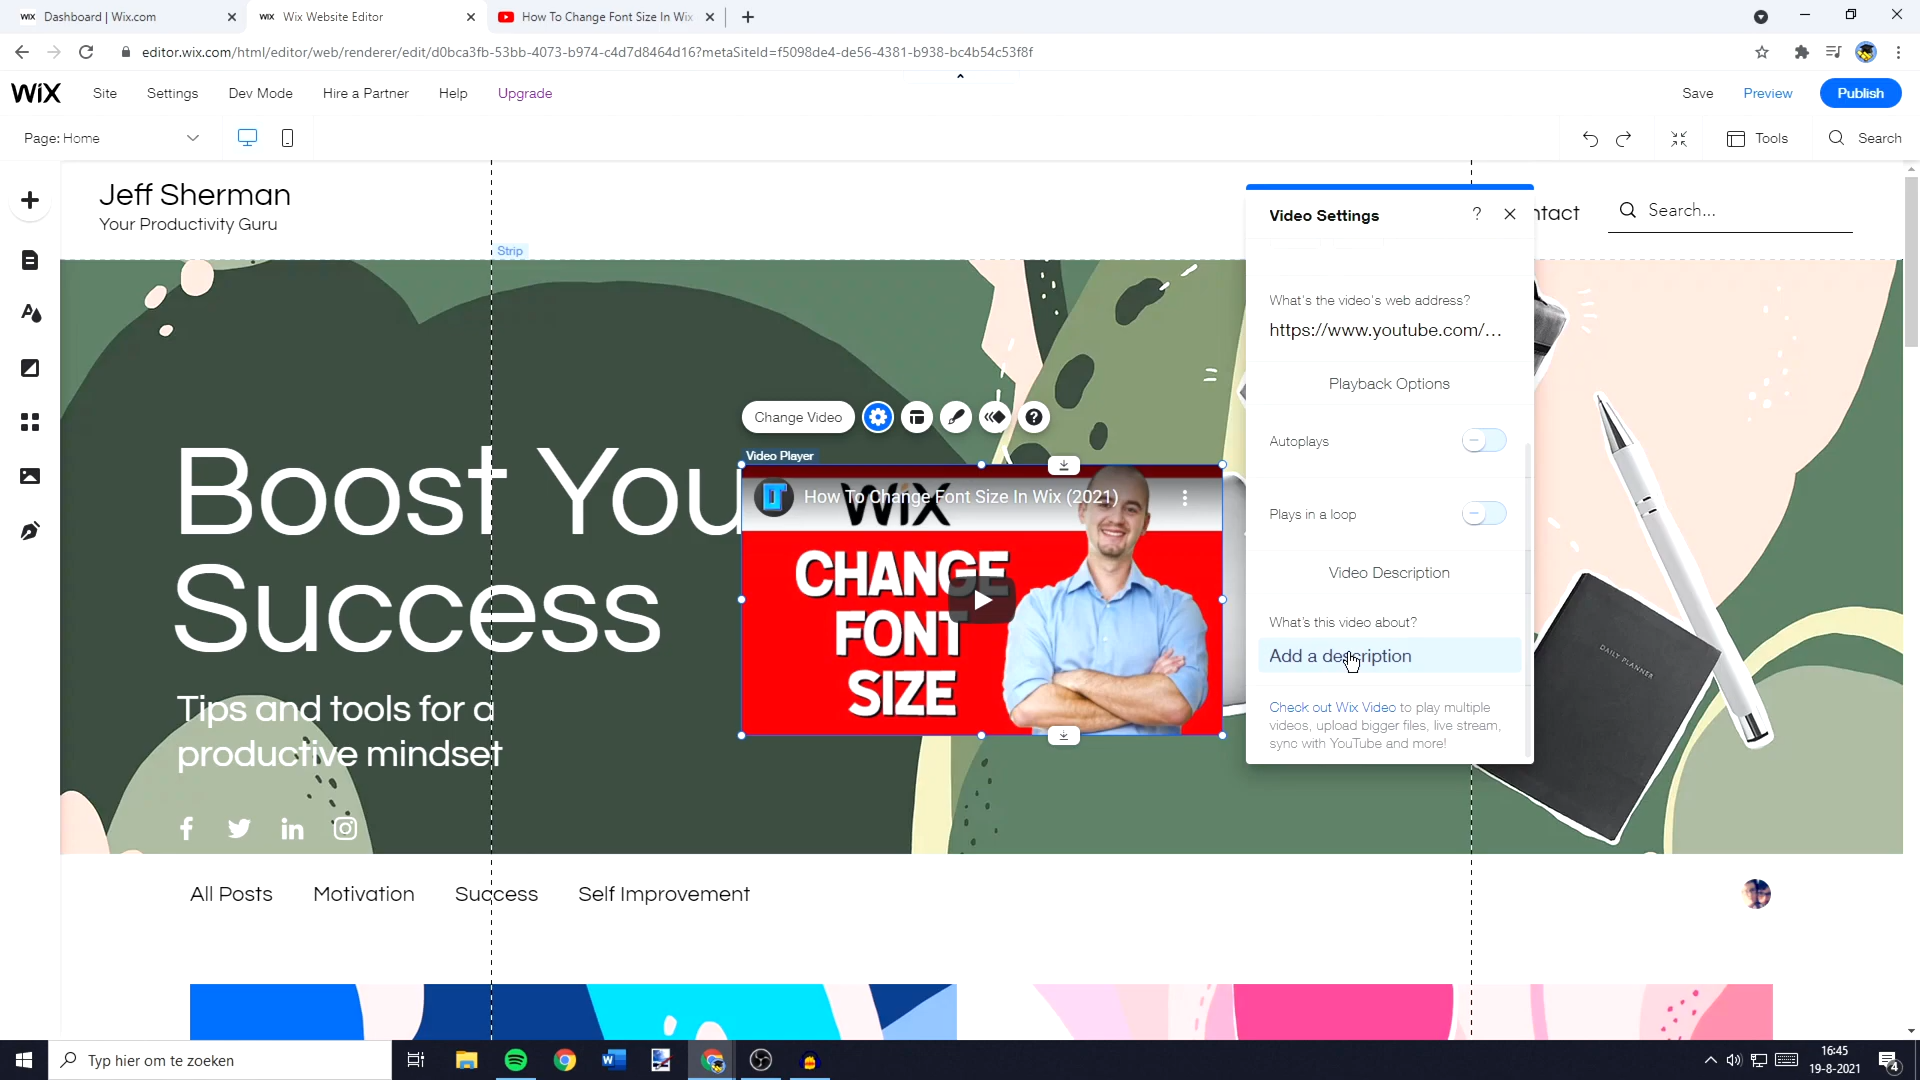 WIX Dashboard | Wix.com
WIX Wix Website Editor
How To Change Font Size In Wix
editor.wix.com/html/editor/web/renderer/edit/d0bca3fb-53bb-4073-b974-c4d7d8464d16?metaSiteId=f5098de4-de56-4381-b938-bc4b54c53f8f
WIX Site Settings Dev Mode Hire a Partner Help Upgrade Save Preview Publish
Page: Home Tools Search
Jeff Sherman
Your Productivity Guru
ntact
Search...
Strip
Video Settings ?
What's the video's web address?
https://www.youtube.com/...
Playback Options
Autoplays
Plays in a loop
Video Description
What's this video about?
Add a description
Check out Wix Video to play multiple
videos, upload bigger files, live stream,
sync with YouTube and more!
Change Video
Video Player
How To Change Font Size In Wix (2021)
WIX
CHANGE
FONT
SIZE
Boost You
Success
Tips and tools for a
productive mindset
DAILY PLANNER
All Posts Motivation Success Self Improvement
Typ hier om te zoeken
16:45
19-8-2021
4